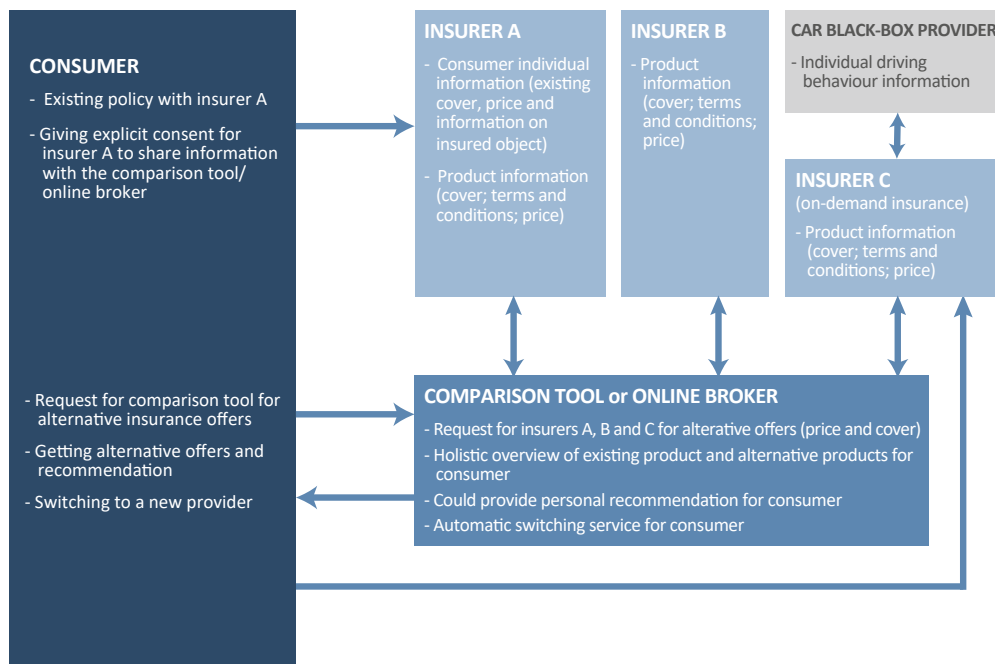 CONSUMER
- Existing policy with insurer A
- Giving explicit consent for
insurer A to share information
with the comparison tool/
online broker
- Request for comparison tool for
alternative insurance offers
- Getting alternative offers and
recommendation
- Switching to a new provider
INSURER A
- Consumer individual
information (existing
cover, price and
information on
insured object)
- Product information
(cover; terms and
conditions; price)
INSURER B
- Product
information
(cover; terms
and conditions;
price)
CAR BLACK-BOX PROVIDER
- Individual driving
behaviour information
INSURER C
(on-demand insurance)
- Product information
(cover; terms and
conditions; price)
COMPARISON TOOL or ONLINE BROKER
- Request for insurers A, B and C for alterative offers (price and cover)
- Holistic overview of existing product and alternative products for
consumer
- Could provide personal recommendation for consumer
- Automatic switching service for consumer